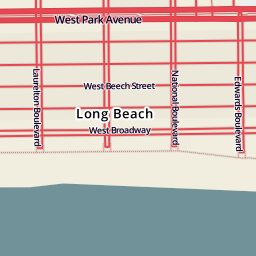 West Park Avenue
West Beech Street
Long Beach
West Broadway
Laurelton Boulevard
National Boulevard
Edwards Boulevard